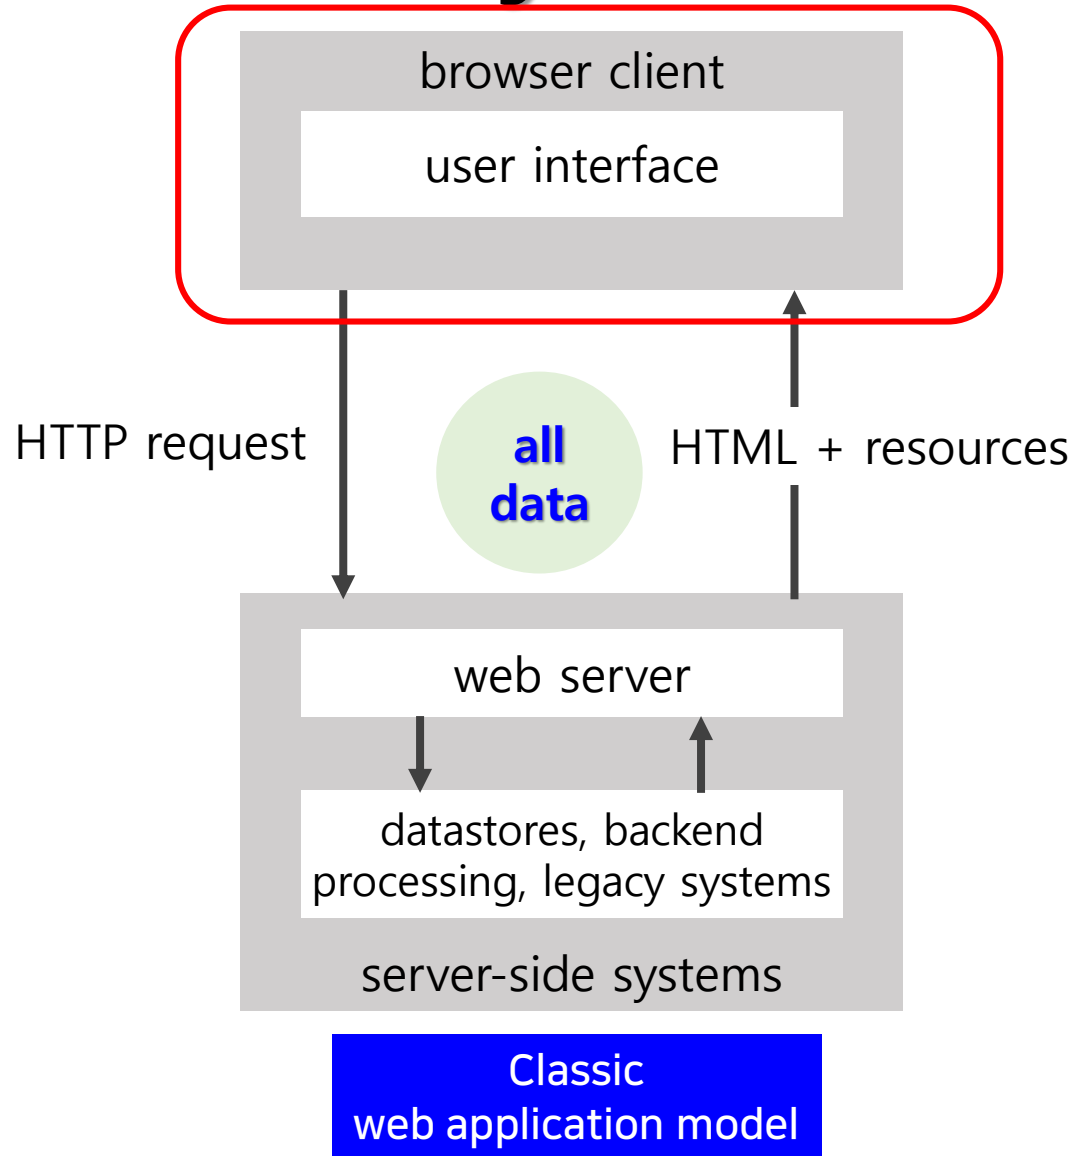 browser client
user interface
HTTP request
all
data
HTML + resources
web server
datastores, backend
processing, legacy systems
server-side systems
Classic
web application model